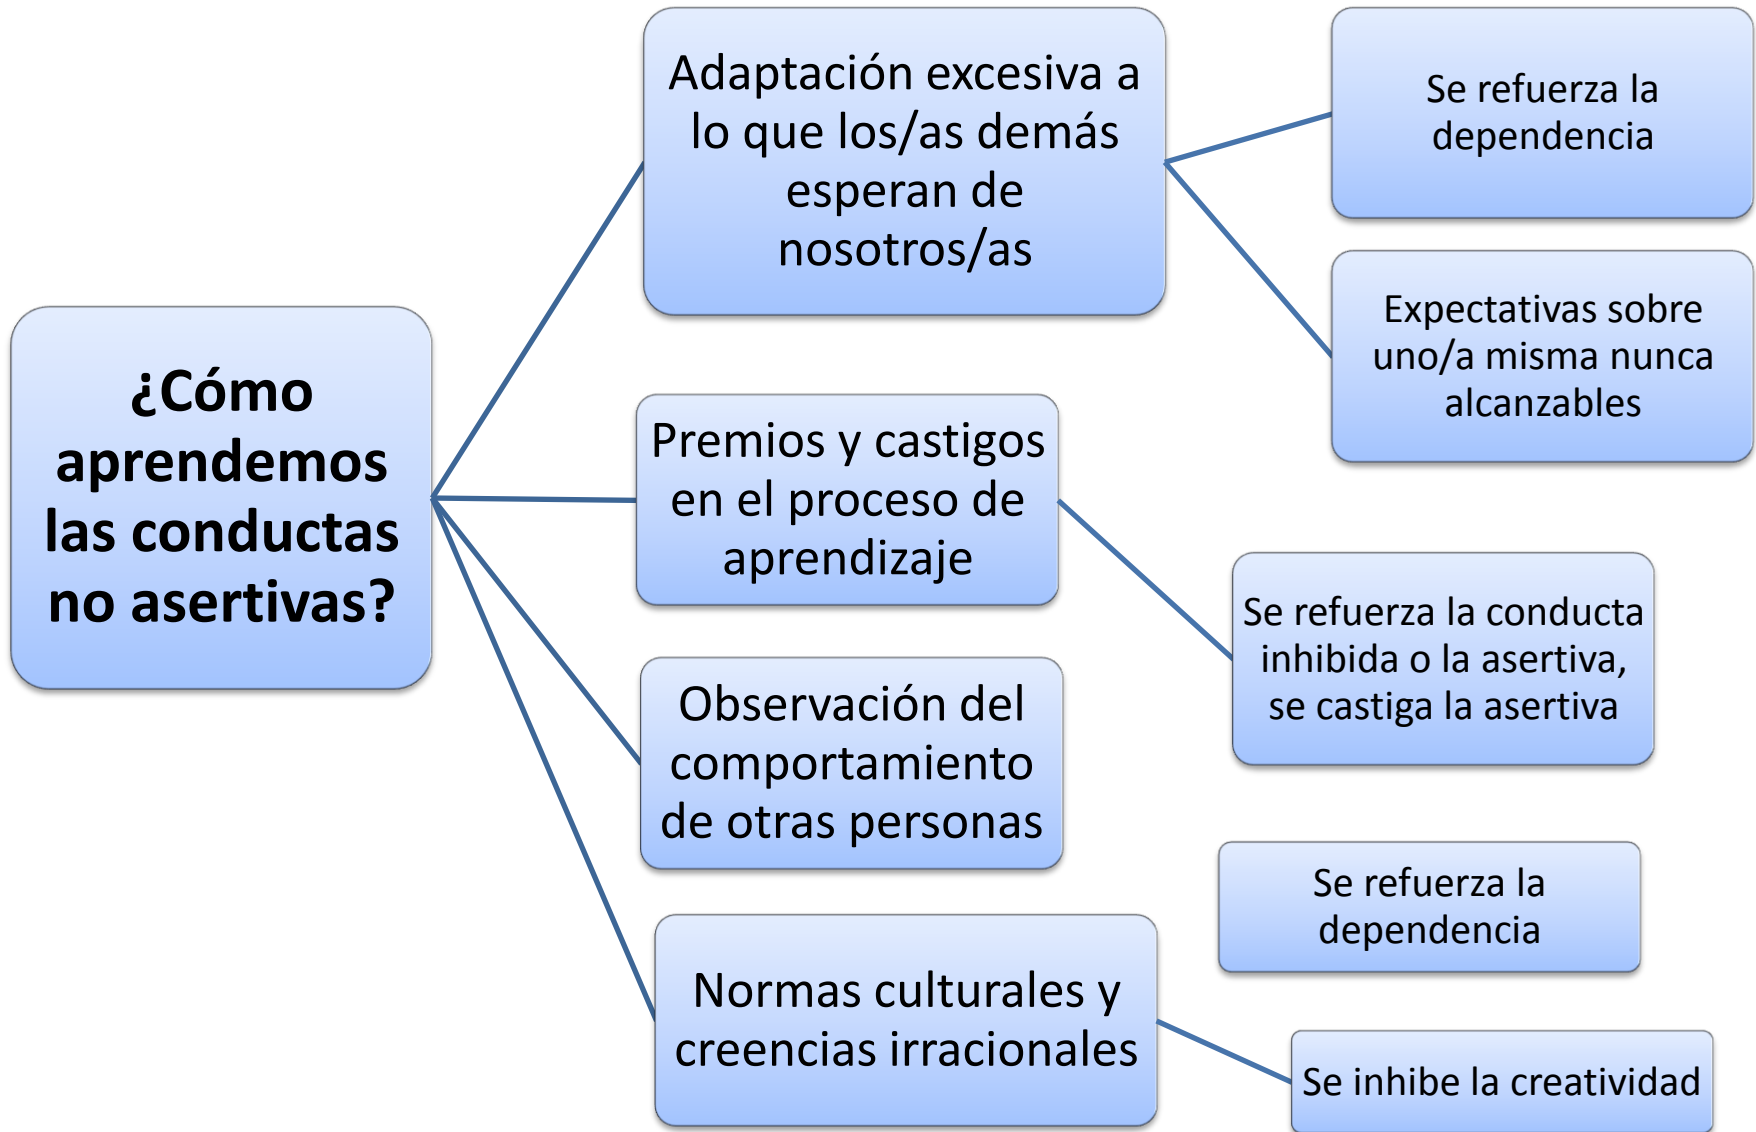 ¿Cómo
aprendemos
las conductas
no asertivas?
Adaptación excesiva a
lo que los/as demás
esperan de
nosotros/as
Se refuerza la
dependencia
Expectativas sobre
uno/a misma nunca
alcanzables
Premios y castigos
en el proceso de
aprendizaje
Se refuerza la conducta
inhibida o la asertiva,
se castiga la asertiva
Observación del
comportamiento
de otras personas
Se refuerza la
dependencia
Normas culturales y
creencias irracionales
Se inhibe la creatividad